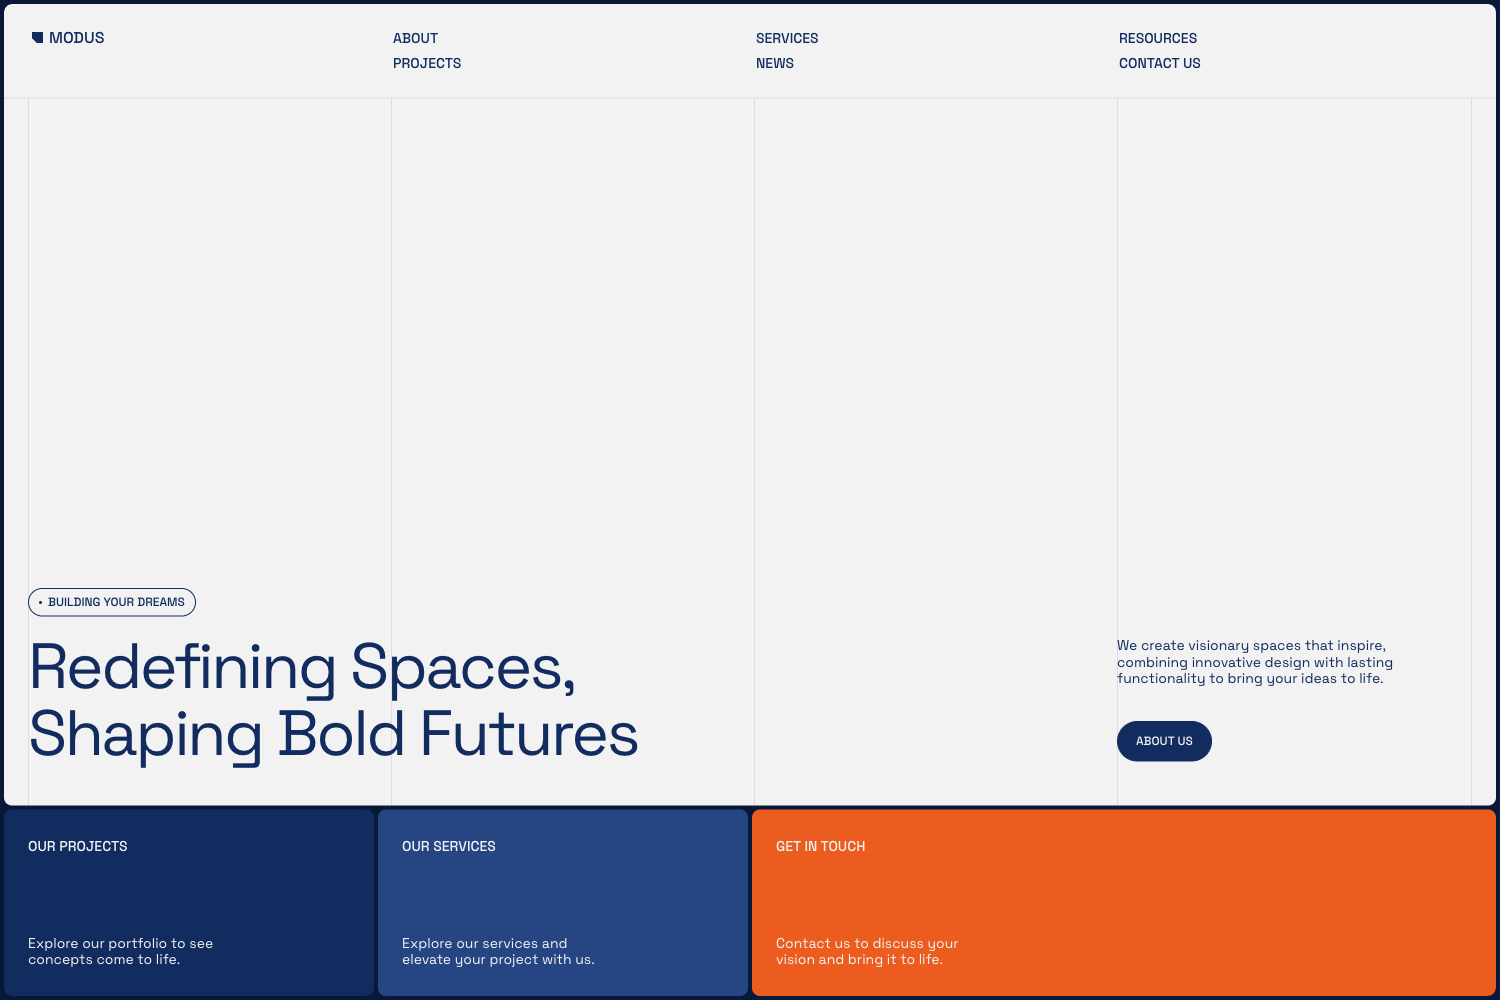 MODUS
ABOUT
PROJECTS
SERVICES
NEWS
RESOURCES
CONTACT US
• BUILDING YOUR DREAMS
Redefining Spaces,
Shaping Bold Futures
We create visionary spaces that inspire,
combining innovative design with lasting
functionality to bring your ideas to life.
ABOUT US
OUR PROJECTS
Explore our portfolio to see
concepts come to life.
OUR SERVICES
Explore our services and
elevate your project with us.
GET IN TOUCH
Contact us to discuss your
vision and bring it to life.